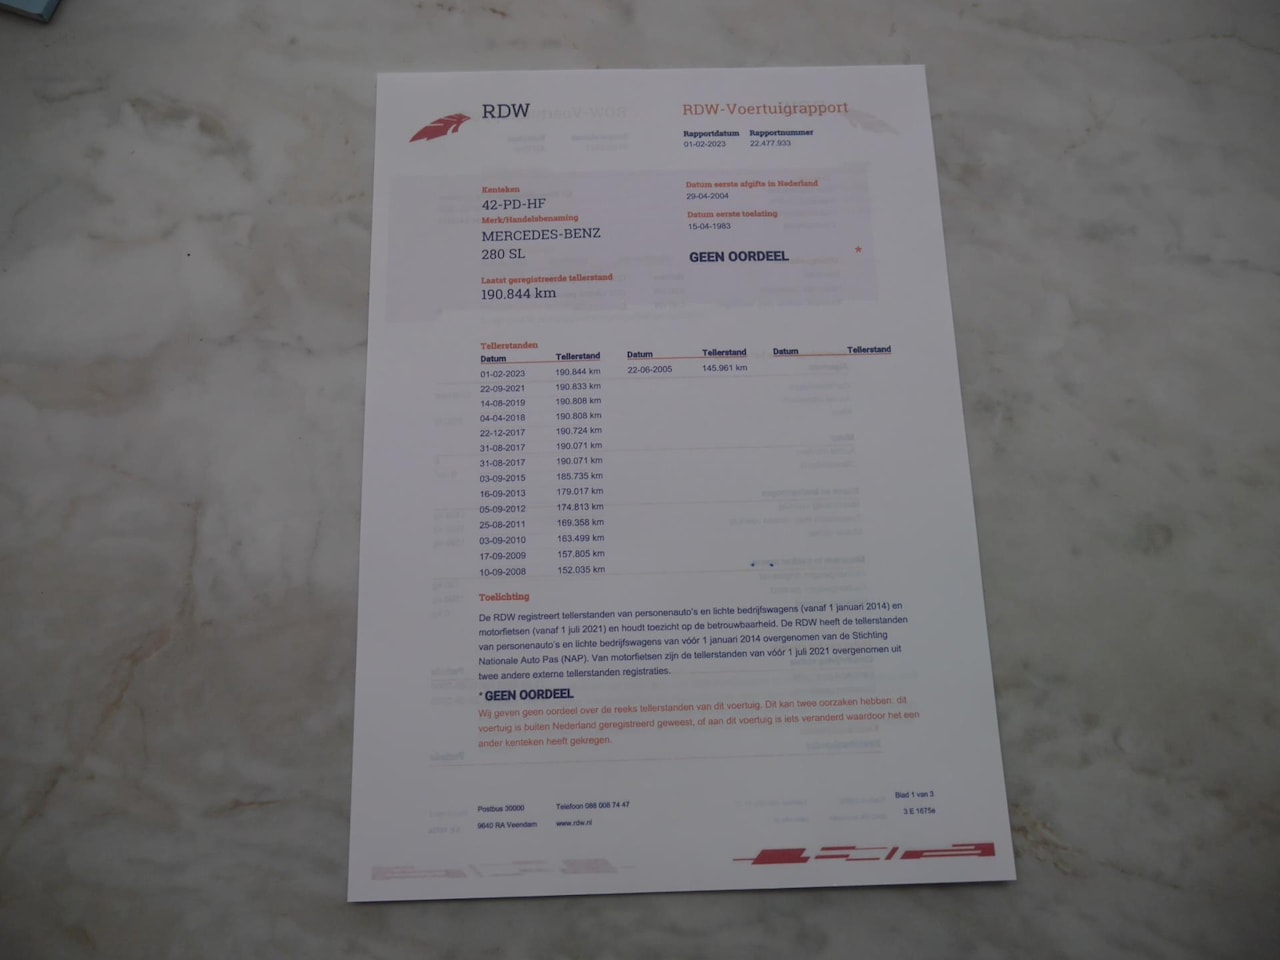 RDW
RDW-Voertuigrapport
Rapportdatum Rapportnummer
01-02-2023 22.477.933
Kenteken
42-PD-HF
Merk/Handelsbenaming
MERCEDES-BENZ
280 SL
Laatst geregistreerde tellerstand
190.844 km
Datum eerste afgifte in Nederland
29-04-2004
Datum eerste toelating
15-04-1983
GEEN OORDEEL *
Tellerstanden
Datum Tellerstand Datum Tellerstand Datum Tellerstand
01-02-2023 190.844 km 22-06-2005 145.961 km
22-09-2021 190.833 km
14-08-2019 190.808 km
04-04-2018 190.808 km
22-12-2017 190.724 km
31-08-2017 190.071 km
31-08-2017 190.071 km
03-09-2015 185.735 km
16-09-2013 179.017 km
05-09-2012 174.813 km
25-08-2011 169.358 km
03-09-2010 163.499 km
17-09-2009 157.805 km
10-09-2008 152.035 km
Toelichting
De RDW registreert tellerstanden van personenauto's en lichte bedrijfswagens (vanaf 1 januari 2014) en
motorfietsen (vanaf 1 juli 2021) en houdt toezicht op de betrouwbaarheid. De RDW heeft de tellerstanden
van personenauto's en lichte bedrijfswagens van vóór 1 januari 2014 overgenomen van de Stichting
Nationale Auto Pas (NAP). Van motorfietsen zijn de tellerstanden van vóór 1 juli 2021 overgenomen uit
twee andere externe tellerstanden registraties.
* GEEN OORDEEL
Wij geven geen oordeel over de reeks tellerstanden van dit voertuig. Dit kan twee oorzaken hebben: dit
voertuig is buiten Nederland geregistreerd geweest, of aan dit voertuig is iets veranderd waardoor het een
ander kenteken heeft gekregen.
Postbus 30000 Telefoon 088 008 74 47
9640 RA Veendam www.rdw.nl
Blad 1 van 3
3 E 1675e